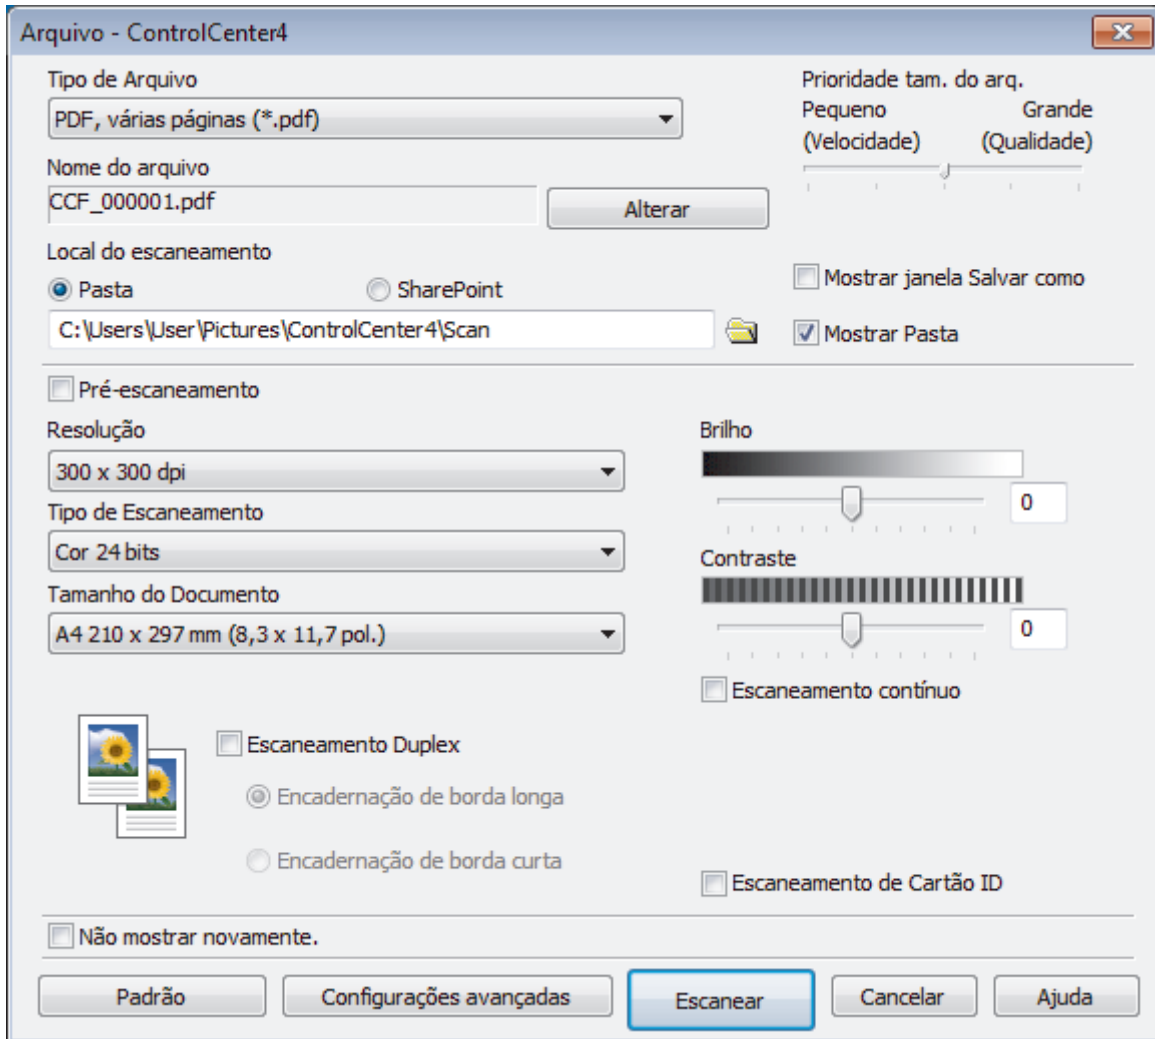 Arquivo - ControlCenter4
Tipo de Arquivo
PDF, várias páginas (*.pdf)
Prioridade tam. do arq.
Pequeno Grande
(Velocidade) (Qualidade)
Nome do arquivo
CCF_000001.pdf
Alterar
Local do escaneamento
Pasta
SharePoint
Mostrar janela Salvar como
C:\Users\User\Pictures\ControlCenter4\Scan
Mostrar Pasta
Pré-escaneamento
Resolução
300 x 300 dpi
Tipo de Escaneamento
Cor 24 bits
Tamanho do Documento
A4 210 x 297 mm (8,3 x 11,7 pol.)
Brilho
0
Contraste
0
Escaneamento contínuo
Escaneamento Duplex
Encadernação de borda longa
Encadernação de borda curta
Escaneamento de Cartão ID
Não mostrar novamente.
Padrão
Configurações avançadas
Escanear
Cancelar
Ajuda